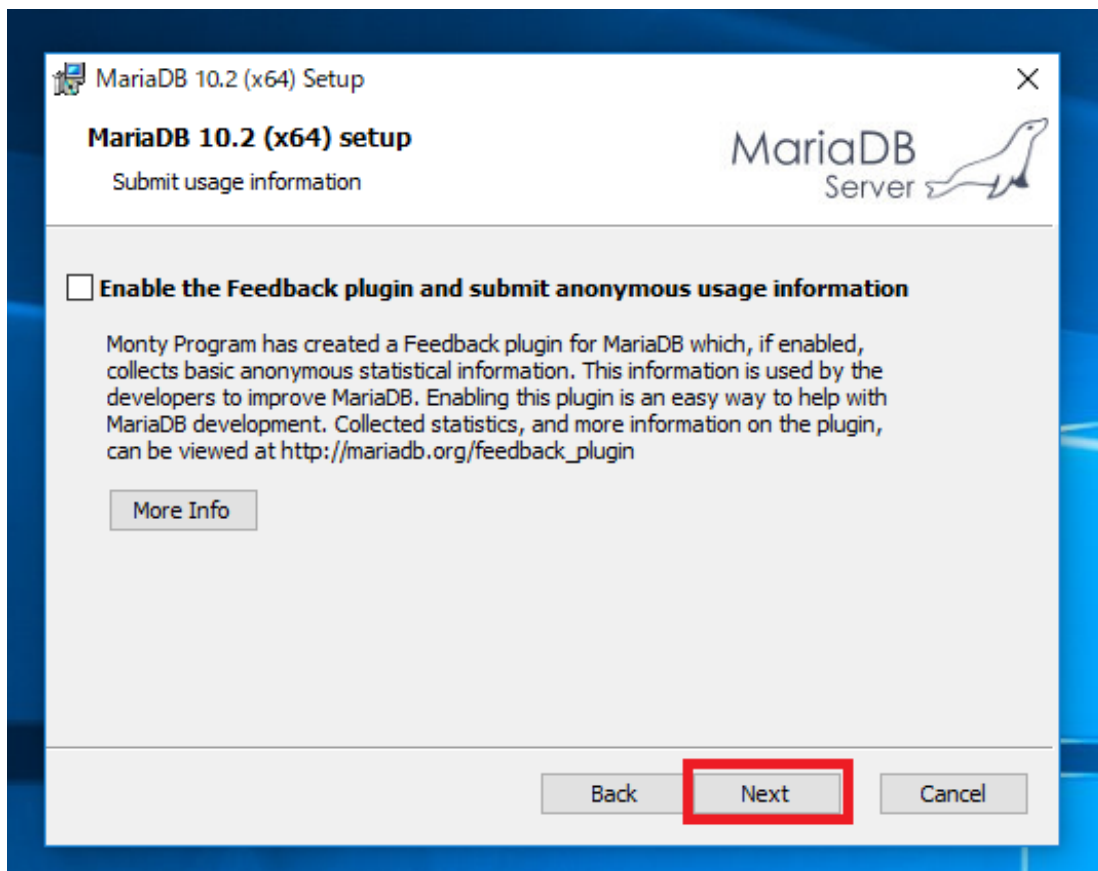 MariaDB 10.2 (x64) Setup
MariaDB 10.2 (x64) setup
Submit usage information
MariaDB
Server
Enable the Feedback plugin and submit anonymous usage information
Monty Program has created a Feedback plugin for MariaDB which, if enabled,
collects basic anonymous statistical information. This information is used by the
developers to improve MariaDB. Enabling this plugin is an easy way to help with
MariaDB development. Collected statistics, and more information on the plugin,
can be viewed at http://mariadb.org/feedback_plugin
More Info
Back Next Cancel